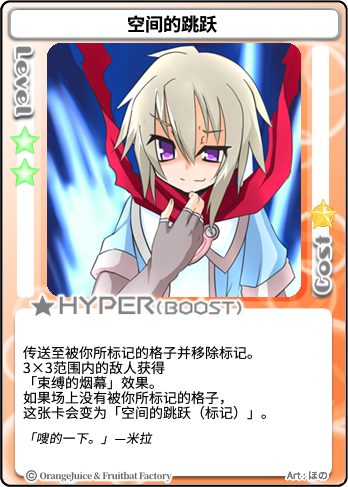 空间的跳跃
Level
Cost
HYPER(BOOST)
传送至被你所标记的格子并移除标记。
3×3范围内的敌人获得
「束缚的烟幕」效果。
如果场上没有被你所标记的格子，
这张卡会变为「空间的跳跃（标记）」。
「嗖的一下。」—米拉
© OrangeJuice & Fruitbat Factory
Art : ほの